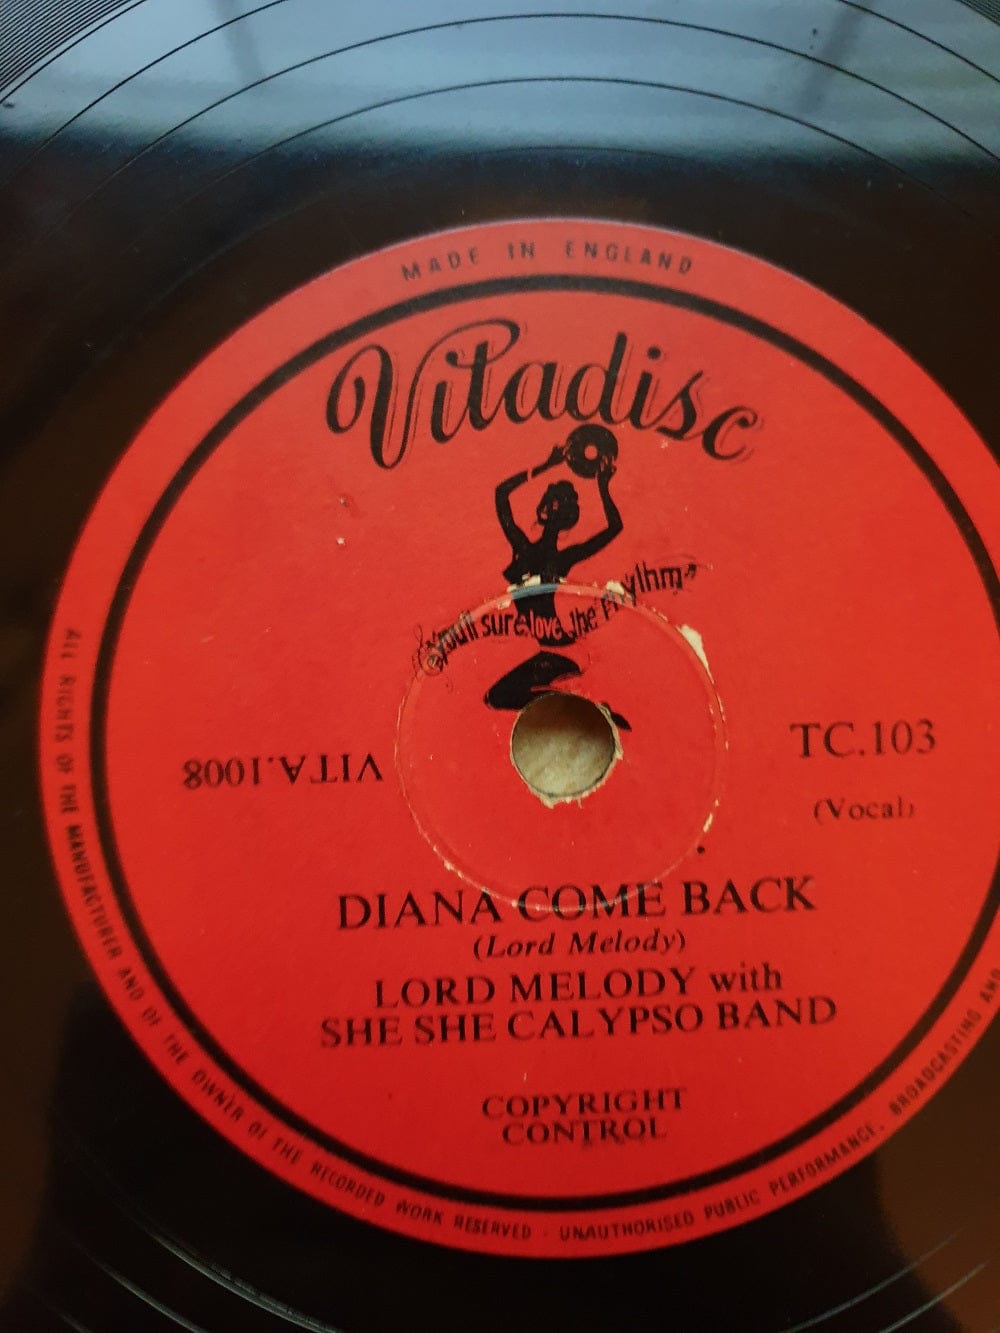 MADE IN ENGLAND
Vitadisc
you'll sure love the rhythm
TC.103
VITA.1008
(Vocal)
DIANA COME BACK
(Lord Melody)
LORD MELODY with
SHE SHE CALYPSO BAND
COPYRIGHT
CONTROL
ALL RIGHTS OF THE MANUFACTURER AND OF THE OWNER OF THE RECORDED WORK RESERVED · UNAUTHORISED PUBLIC PERFORMANCE, BROADCASTING AND